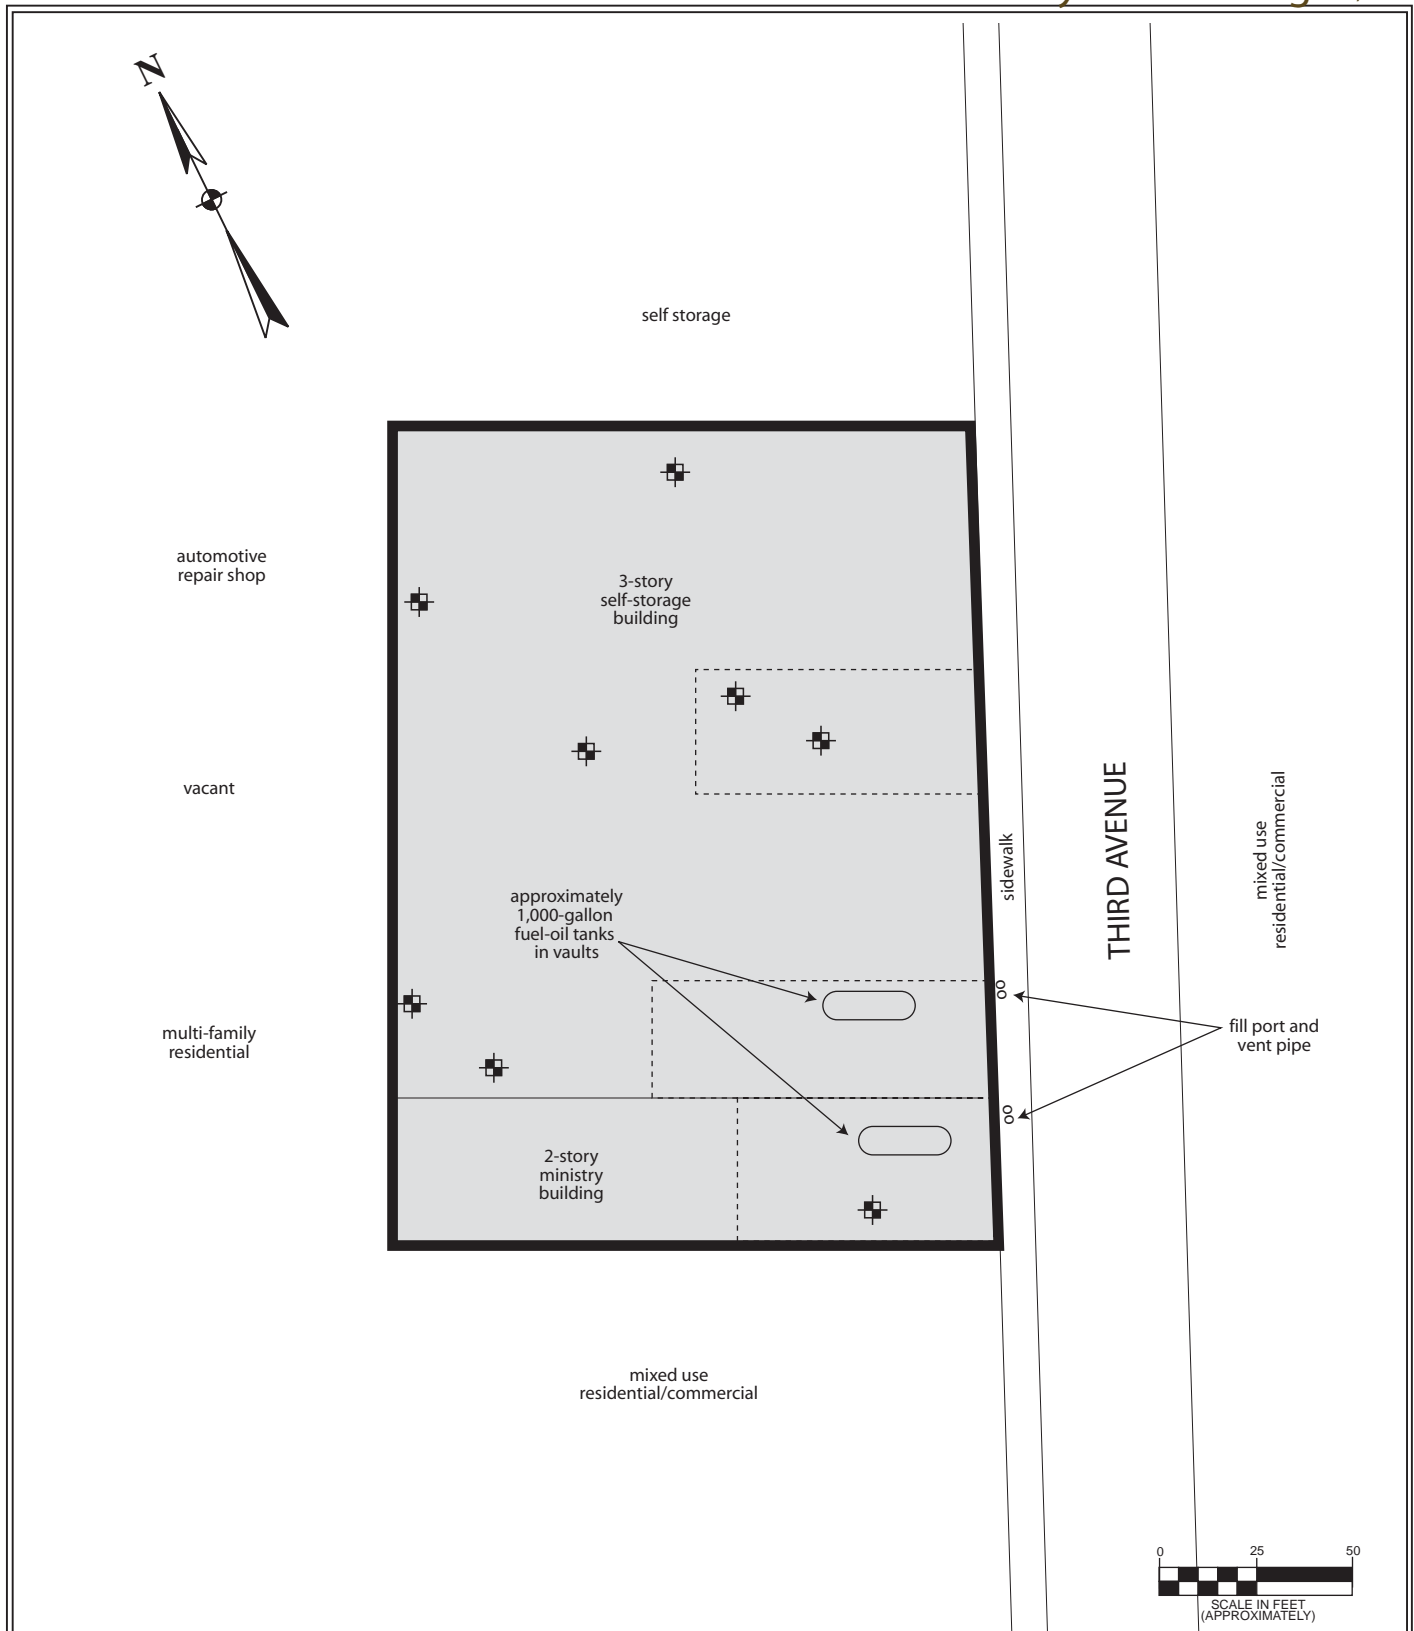 N
self storage
automotive
repair shop
3-story
self-storage
building
vacant
approximately
1,000-gallon
fuel-oil tanks
in vaults
sidewalk
THIRD AVENUE
mixed use
residential/commercial
multi-family
residential
fill port and
vent pipe
2-story
ministry
building
mixed use
residential/commercial
0 25 50
SCALE IN FEET
(APPROXIMATELY)